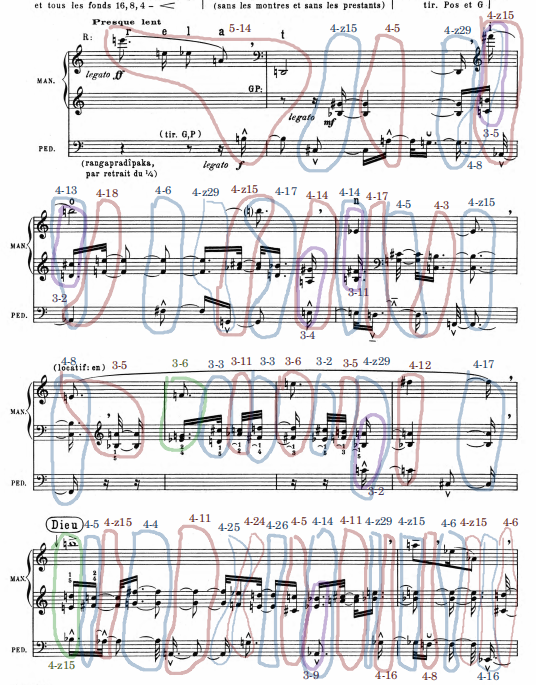 et tous les fonds 16,8,4 - (sans les montres et sans les prestants) tir. Pos et G
Presque lent
4-z15
R: r e l a 5-14 t 4-z15 4-5 4-z29 i
MAN.
legato ff
GP:
legato mf
3-5
PED.
(tir. G,P)
(rangapradîpaka,
par retrait du ¼)
legato f
4-8
4-13 4-18 4-6 4-z29 4-z15 4-17 4-14 4-14 4-17 4-5 4-3 4-z15
o n
MAN.
3-2 3-11
PED.
3-4
4-8 3-5 3-6 3-3 3-11 3-3 3-6 3-2 3-5 4-z29 4-12 4-17
(locatif: en)
MAN.
PED.
3-2
Dieu 4-5 4-z15 4-4 4-11 4-25 4-24 4-26 4-5 4-14 4-11 4-z29 4-z15 4-6 4-z15 4-6
MAN.
PED.
4-z15 3-9 4-16 4-8 4-16